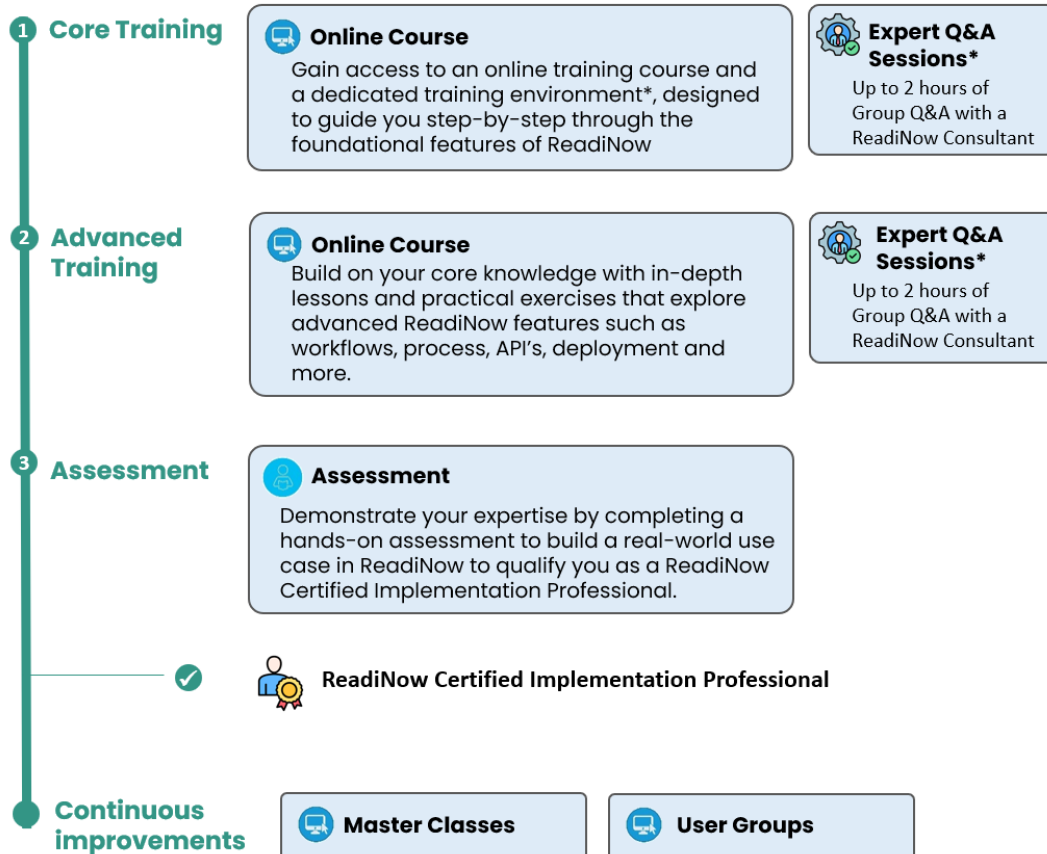 1 Core Training
Online Course
Gain access to an online training course and
a dedicated training environment*, designed
to guide you step-by-step through the
foundational features of ReadiNow
Expert Q&A
Sessions*
Up to 2 hours of
Group Q&A with a
ReadiNow Consultant
2 Advanced
Training
Online Course
Build on your core knowledge with in-depth
lessons and practical exercises that explore
advanced ReadiNow features such as
workflows, process, API's, deployment and
more.
Expert Q&A
Sessions*
Up to 2 hours of
Group Q&A with a
ReadiNow Consultant
3 Assessment
Assessment
Demonstrate your expertise by completing a
hands-on assessment to build a real-world use
case in ReadiNow to qualify you as a ReadiNow
Certified Implementation Professional.
ReadiNow Certified Implementation Professional
Continuous
improvements
Master Classes
User Groups